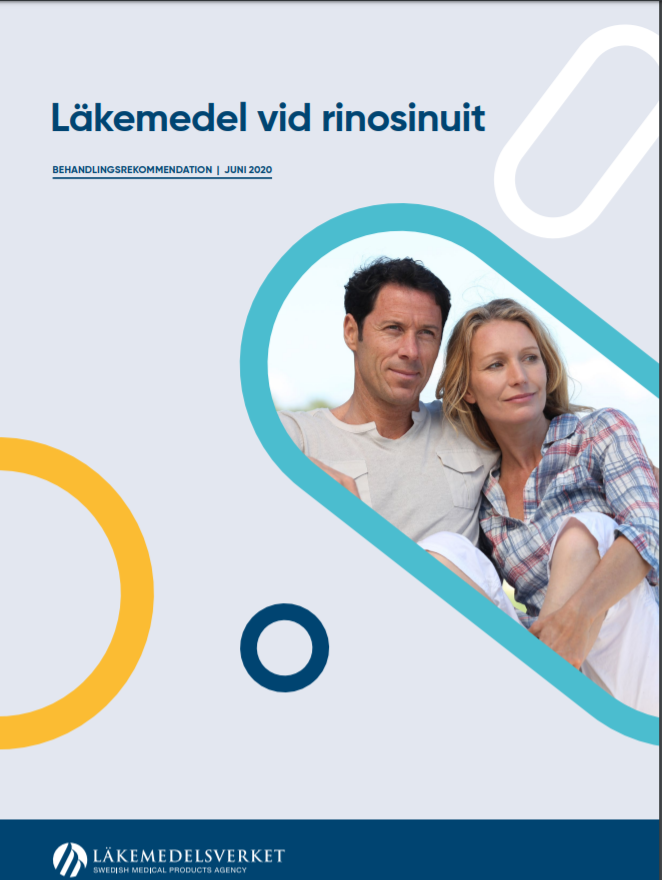 Läkemedel vid rinosinuit
BEHANDLINGSREKOMMENDATION | JUNI 2020
LÄKEMEDELSVERKET
SWEDISH MEDICAL PRODUCTS AGENCY